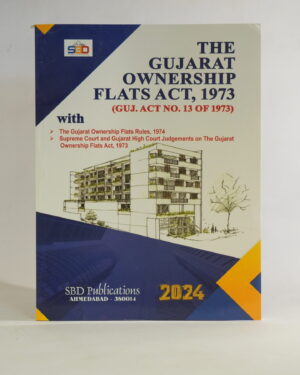 SBD
THE
GUJARAT
OWNERSHIP
FLATS ACT, 1973
(GUJ. ACT NO. 13 OF 1973)
with
➤ The Gujarat Ownership Flats Rules, 1974
➤ Supreme Court and Gujarat High Court Judgements on The Gujarat
Ownership Flats Act, 1973
SBD Publications
AHMEDABAD - 380014
2024